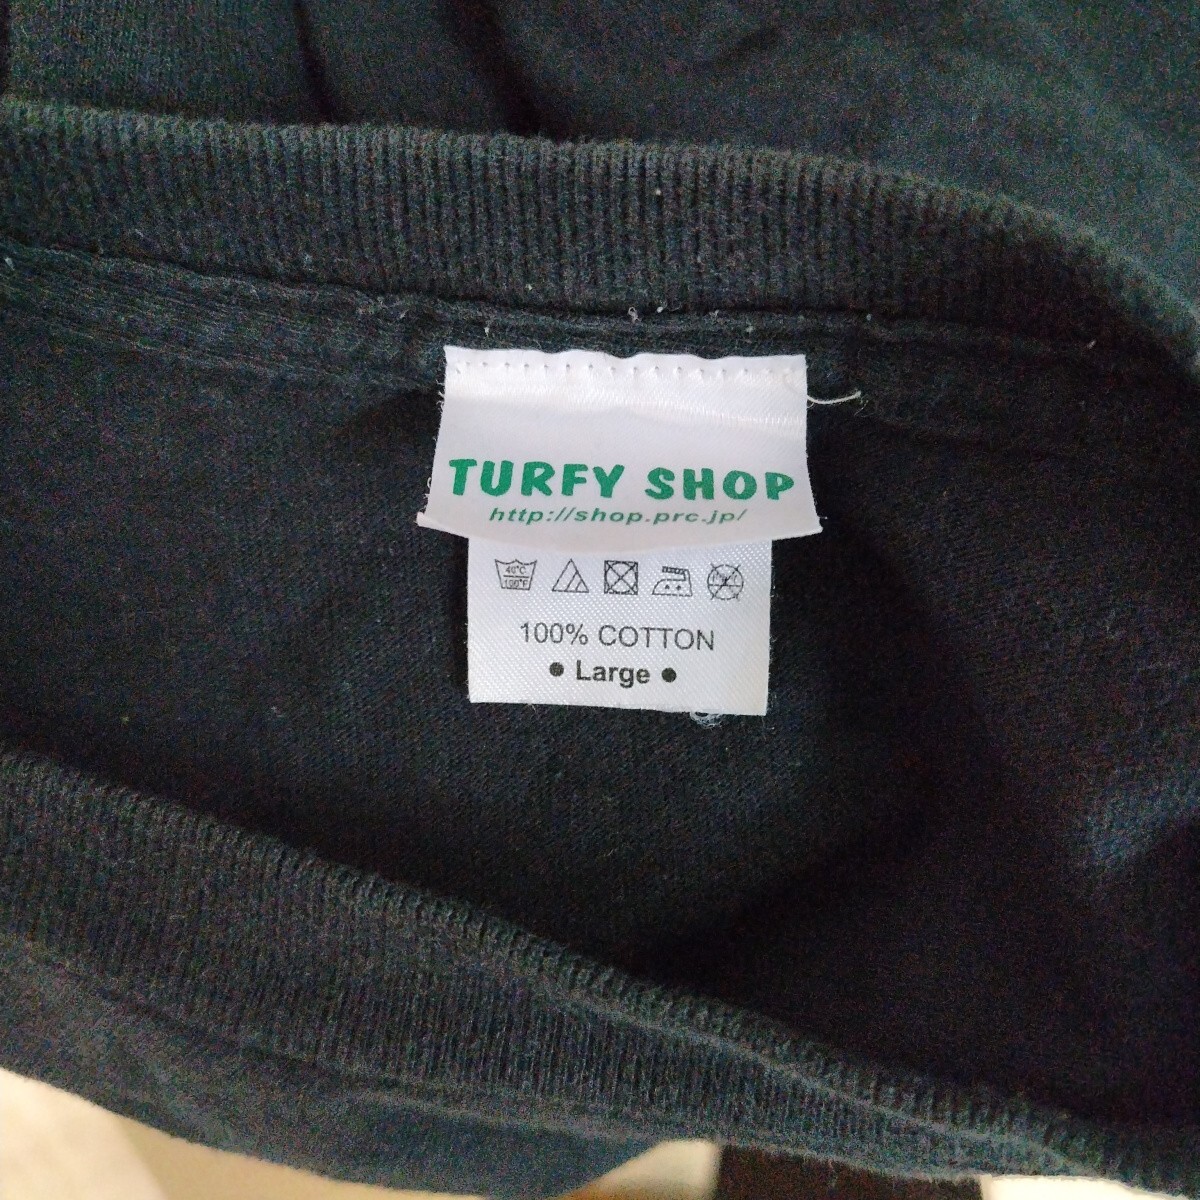 TURFY SHOP
http://shop.prc.jp/
40°C
100°F
100% COTTON
• Large •